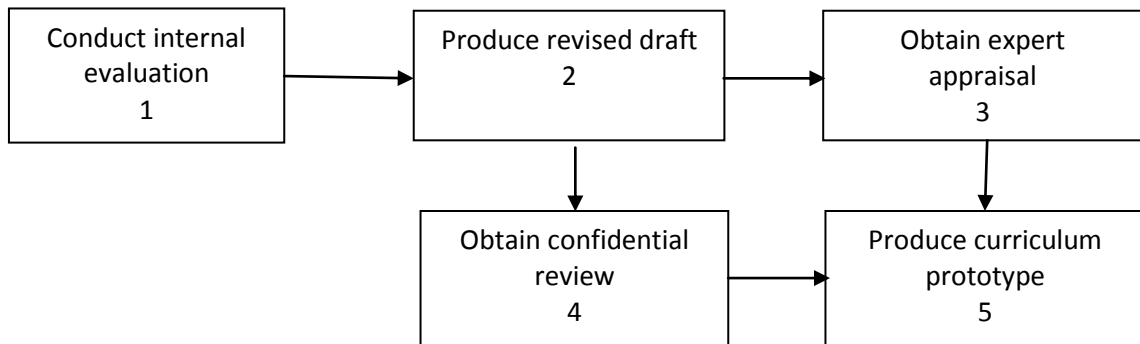 Conduct internal
evaluation
1
Produce revised draft
2
Obtain expert
appraisal
3
Obtain confidential
review
4
Produce curriculum
prototype
5